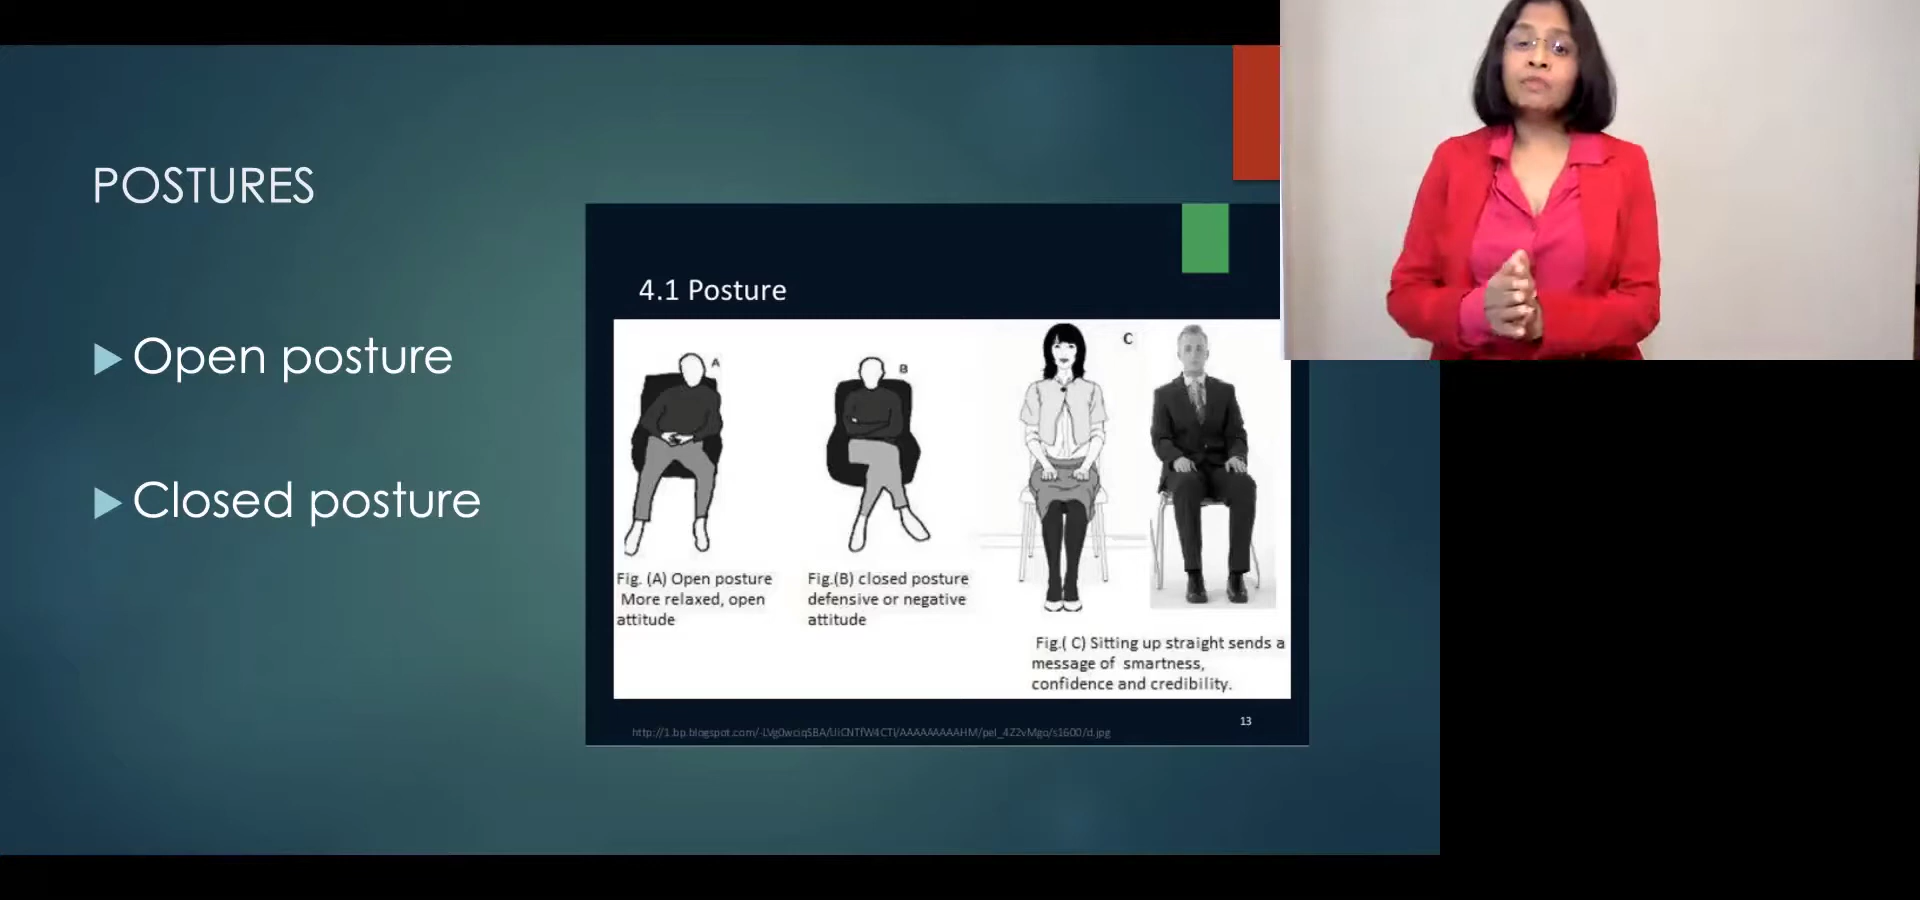 POSTURES
Open posture
Closed posture
4.1 Posture
A
B
C
Fig. (A) Open posture
More relaxed, open
attitude
Fig.(B) closed posture
defensive or negative
attitude
Fig.( C) Sitting up straight sends a
message of smartness,
confidence and credibility.
13